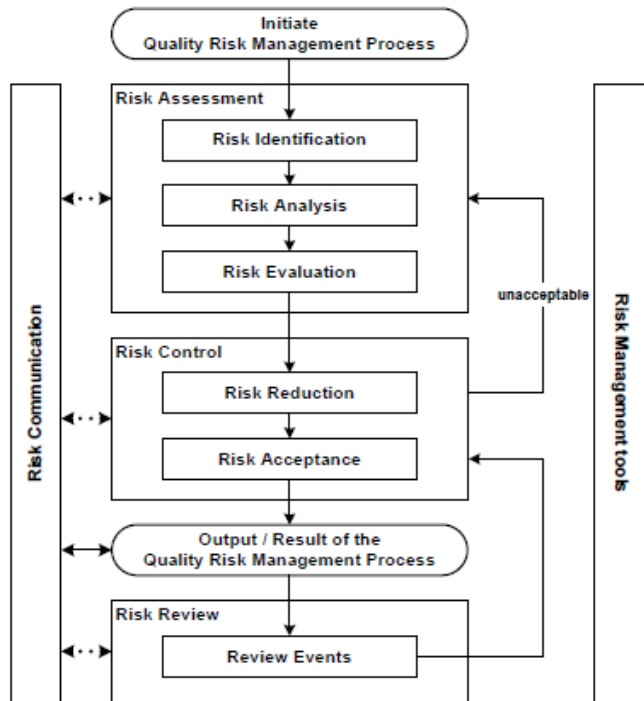 Initiate
Quality Risk Management Process
Risk Assessment
Risk Identification
Risk Analysis
Risk Evaluation
unacceptable
Risk Communication
Risk Management tools
Risk Control
Risk Reduction
Risk Acceptance
Output / Result of the
Quality Risk Management Process
Risk Review
Review Events